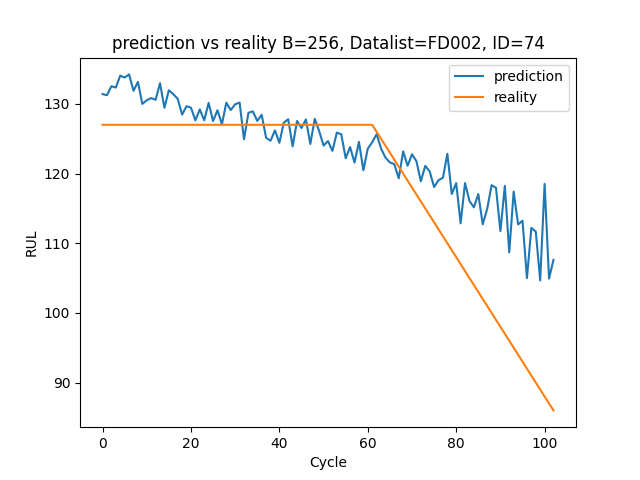 prediction vs reality B=256, Datalist=FD002, ID=74
prediction
reality
130
120
110
100
90
RUL
0 20 40 60 80 100
Cycle